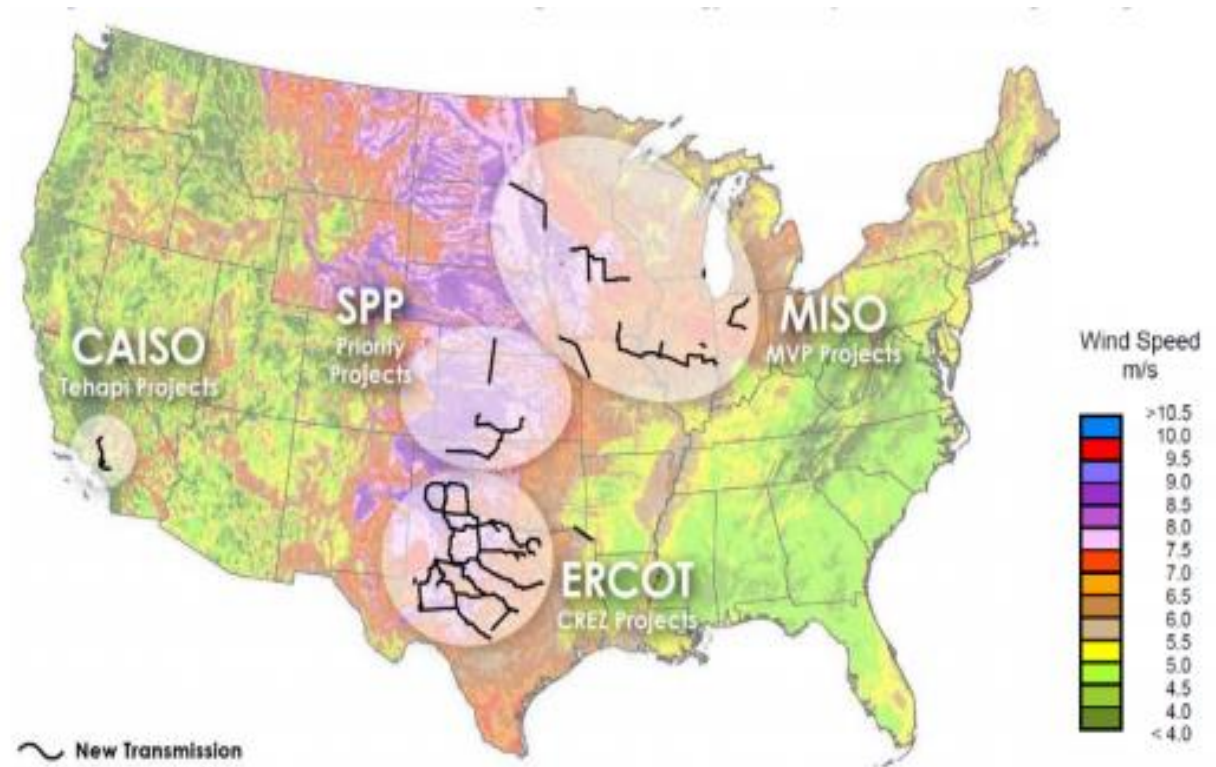 SPP
Priority
Projects
CAISO
Tehapi Projects
MISO
MVP Projects
ERCOT
CREZ Projects
Wind Speed
m/s
>10.5
10.0
9.5
9.0
8.5
8.0
7.5
7.0
6.5
6.0
5.5
5.0
4.5
4.0
< 4.0
New Transmission